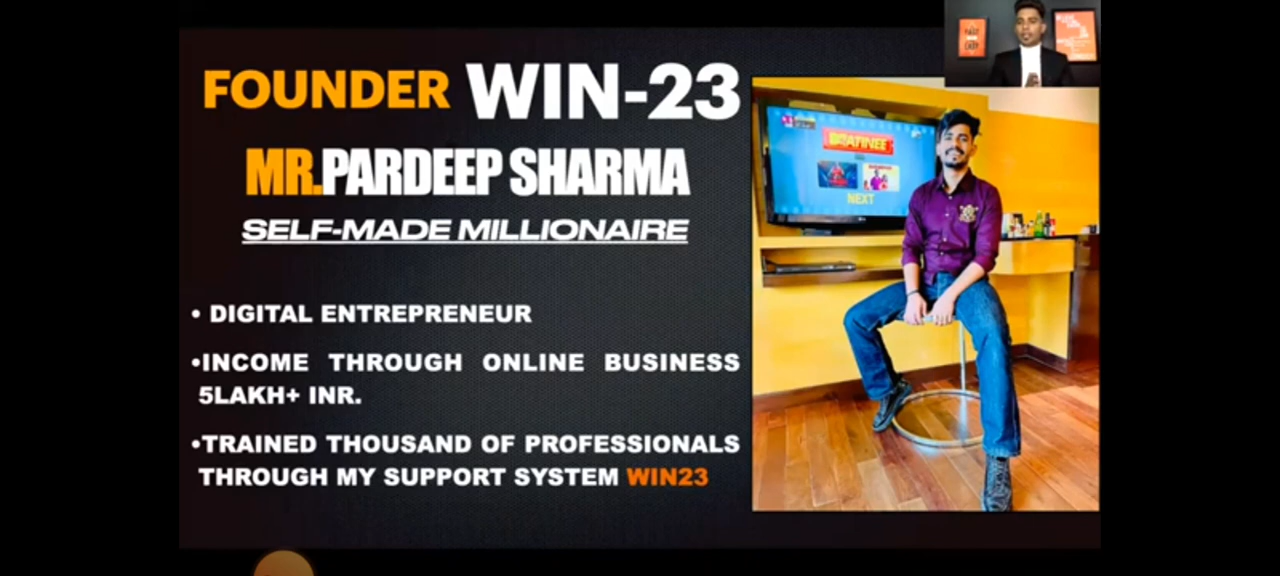 FOUNDER WIN-23
MR.PARDEEP SHARMA
SELF-MADE MILLIONAIRE
• DIGITAL ENTREPRENEUR
•INCOME THROUGH ONLINE BUSINESS
5LAKH+ INR.
•TRAINED THOUSAND OF PROFESSIONALS
THROUGH MY SUPPORT SYSTEM WIN23
NEXT